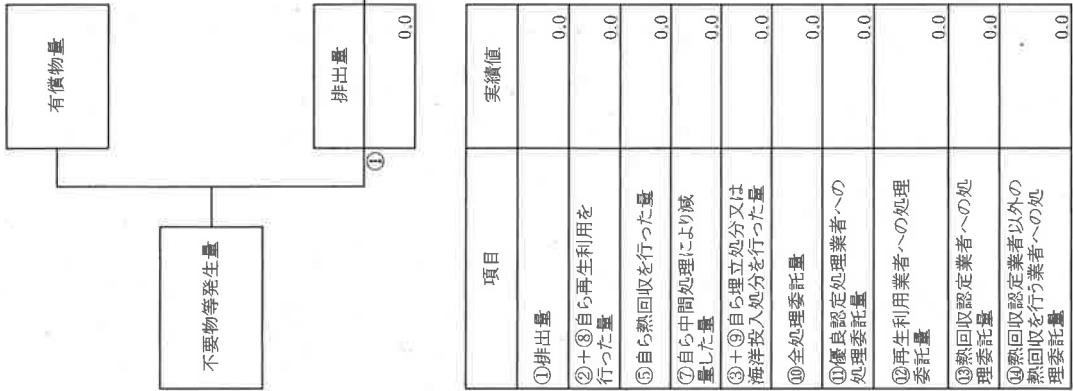 不要物等発生量
有償物量
①
排出量
0.0
項目
実績値
①排出量
0.0
②+⑧自ら再生利用を
行った量
0.0
⑤自ら熱回収を行った量
0.0
⑦自ら中間処理により減
量した量
0.0
③+⑨自ら埋立処分又は
海洋投入処分を行った量
0.0
⑩全処理委託量
0.0
⑪優良認定処理業者への
処理委託量
0.0
⑫再生利用業者への処理
委託量
0.0
⑬熱回収認定業者への処
理委託量
0.0
⑭熱回収認定業者以外の
熱回収を行う業者への処
理委託量
0.0